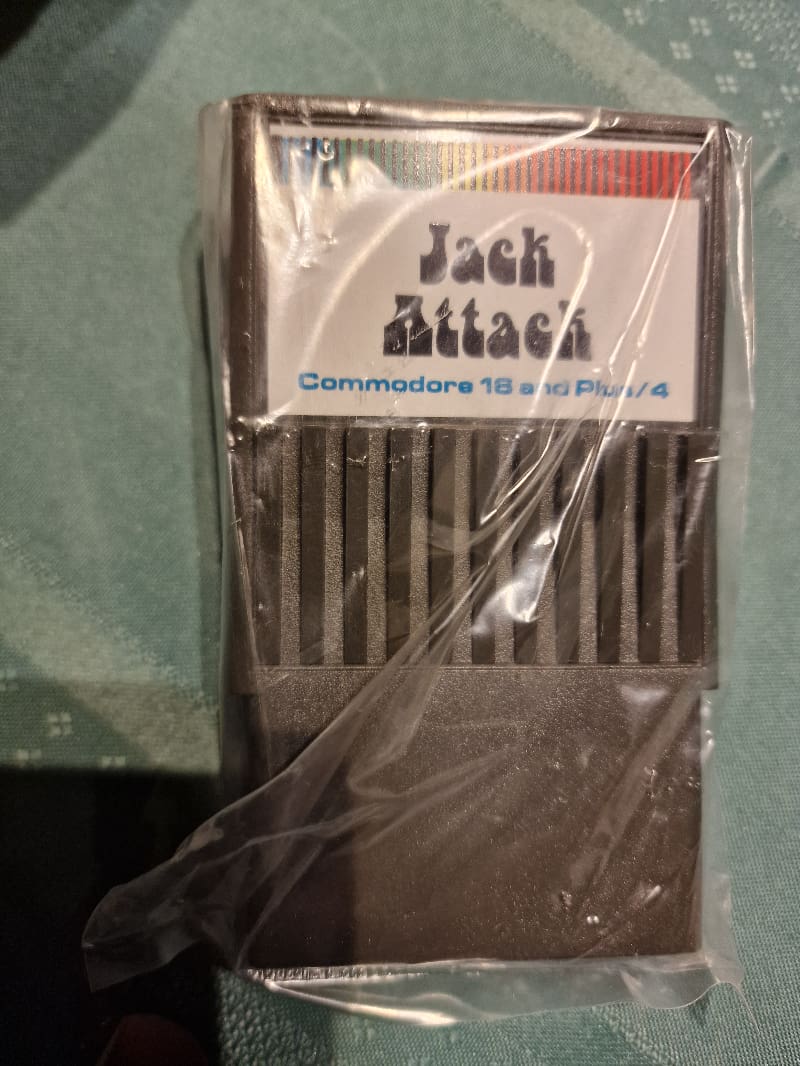 Jack
Attack
Commodore 16 and Plus/4